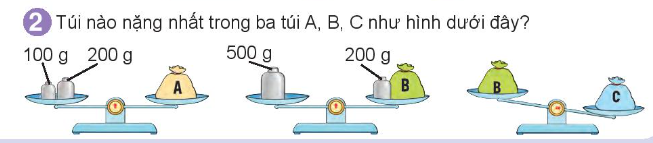 2 Túi nào nặng nhất trong ba túi A, B, C như hình dưới đây?
100 g 200 g 500 g 200 g
A B B C